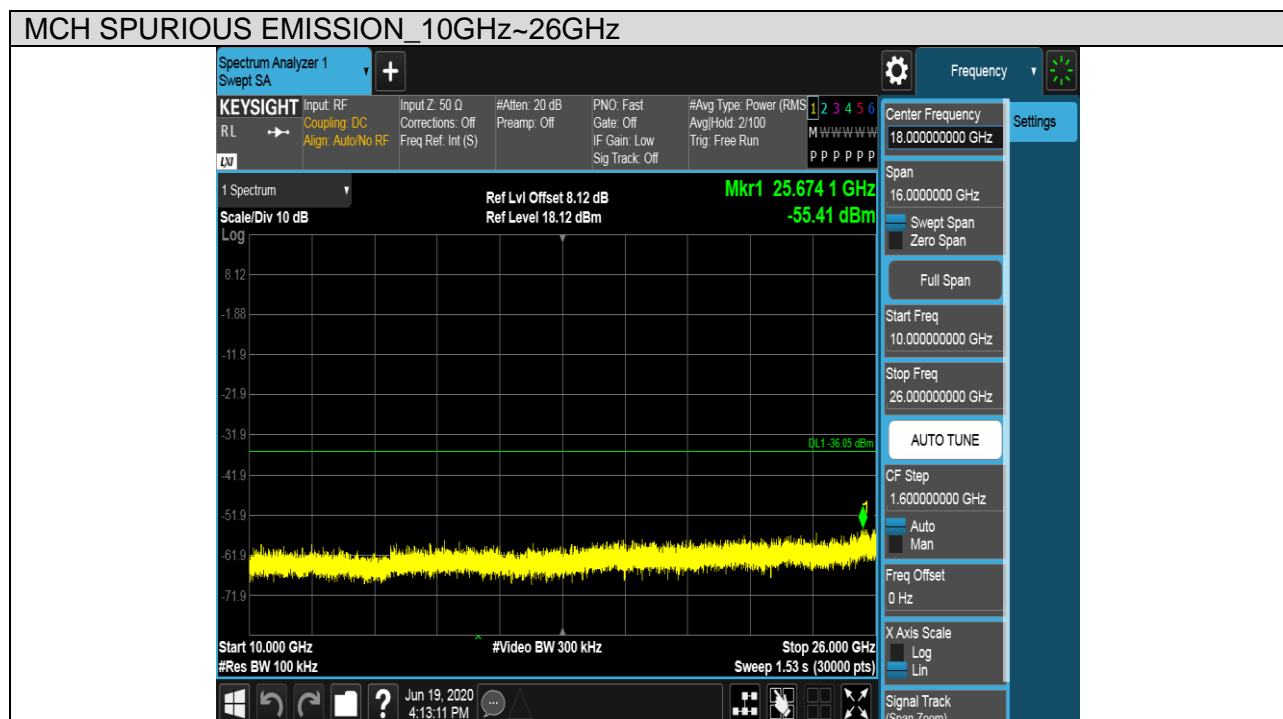 MCH SPURIOUS EMISSION_10GHz~26GHz
Spectrum Analyzer 1
Swept SA
Frequency
KEYSIGHT
RL
LXI
Input: RF
Coupling: DC
Align: Auto/No RF
Input Z: 50 Ω
Corrections: Off
Freq Ref: Int (S)
#Atten: 20 dB
Preamp: Off
PNO: Fast
Gate: Off
IF Gain: Low
Sig Track: Off
#Avg Type: Power (RMS
Avg|Hold: 2/100
Trig: Free Run
1 2 3 4 5 6
M W W W W W
P P P P P P
1 Spectrum
Scale/Div 10 dB
Ref Lvl Offset 8.12 dB
Ref Level 18.12 dBm
Mkr1 25.674 1 GHz
-55.41 dBm
Log
8.12
-1.88
-11.9
-21.9
-31.9
-41.9
-51.9
-61.9
-71.9
DL1 -36.05 dBm
1
Start 10.000 GHz
#Res BW 100 kHz
#Video BW 300 kHz
Stop 26.000 GHz
Sweep 1.53 s (30000 pts)
Jun 19, 2020
4:13:11 PM
Center Frequency
18.000000000 GHz
Span
16.0000000 GHz
Swept Span
Zero Span
Full Span
Start Freq
10.000000000 GHz
Stop Freq
26.000000000 GHz
AUTO TUNE
CF Step
1.600000000 GHz
Auto
Man
Freq Offset
0 Hz
X Axis Scale
Log
Lin
Signal Track
(Span Zoom)
Settings